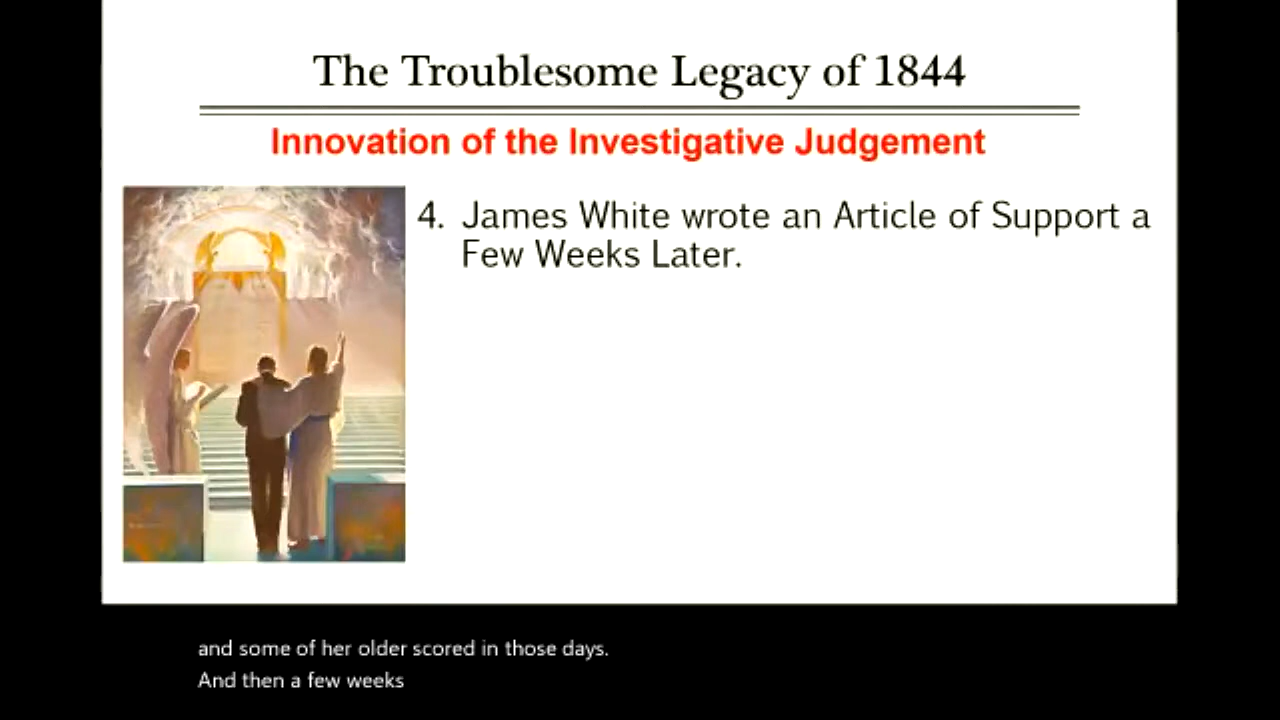 The Troublesome Legacy of 1844
Innovation of the Investigative Judgement
4. James White wrote an Article of Support a
Few Weeks Later.
and some of her older scored in those days.
And then a few weeks